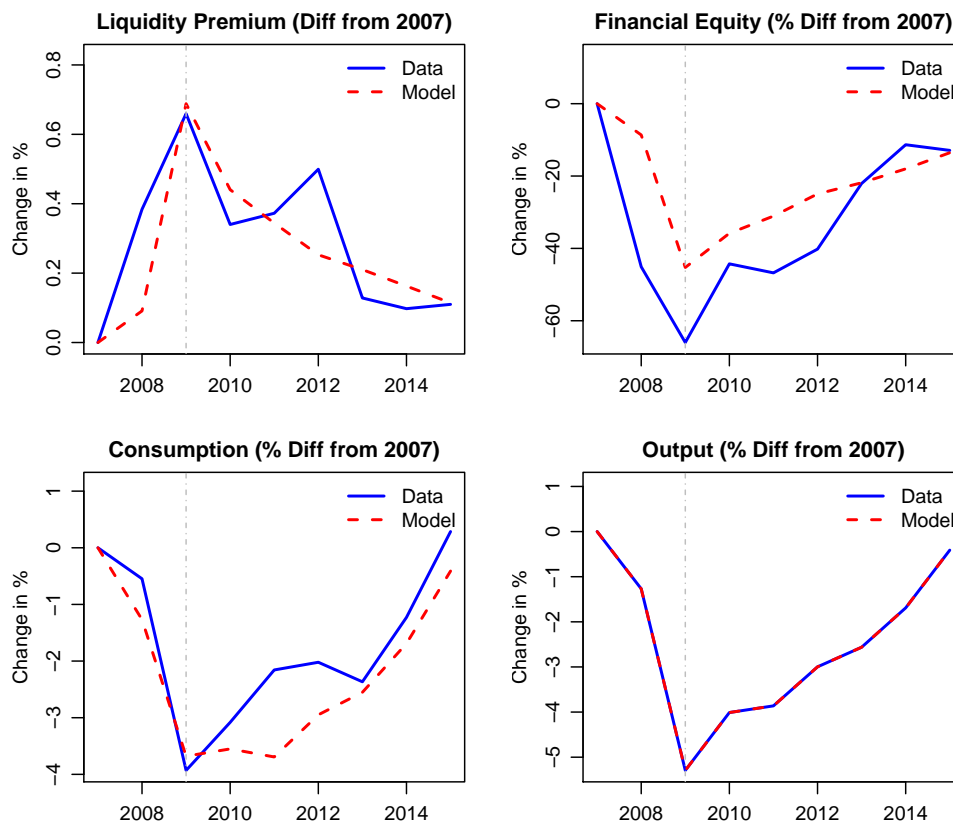 Liquidity Premium (Diff from 2007)
Change in %
0.0 0.2 0.4 0.6 0.8
Data
Model
2008 2010 2012 2014
Financial Equity (% Diff from 2007)
Change in %
−60 −40 −20 0
Data
Model
2008 2010 2012 2014
Consumption (% Diff from 2007)
Change in %
−4 −3 −2 −1 0 1
Data
Model
2008 2010 2012 2014
Output (% Diff from 2007)
Change in %
−5 −4 −3 −2 −1 0 1
Data
Model
2008 2010 2012 2014